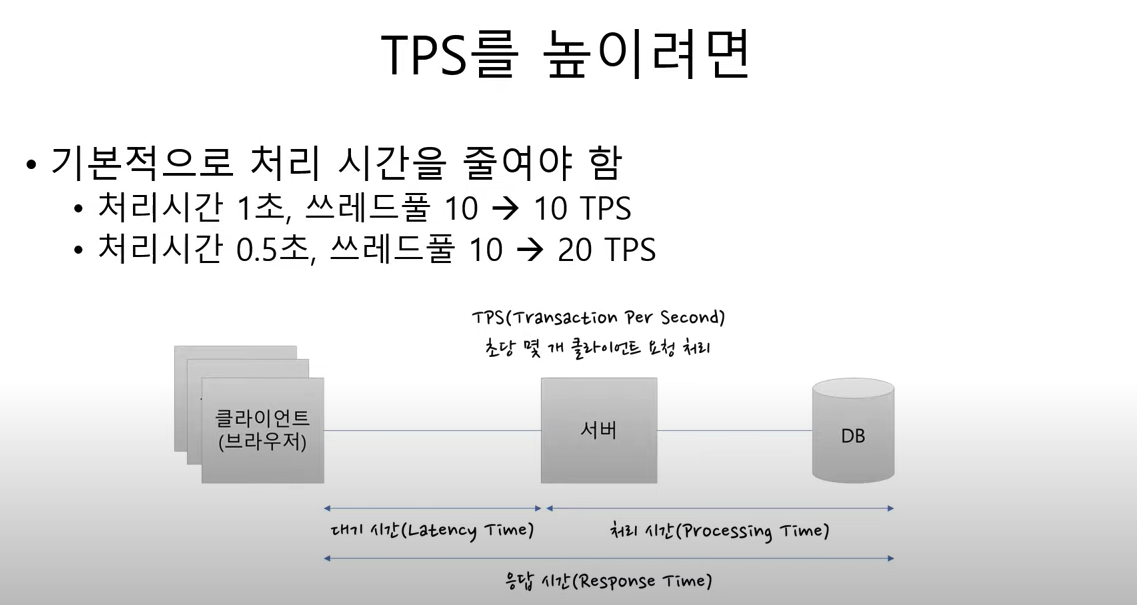 TPS를 높이려면
• 기본적으로 처리 시간을 줄여야 함
• 처리시간 1초, 쓰레드풀 10 → 10 TPS
• 처리시간 0.5초, 쓰레드풀 10 → 20 TPS
TPS(Transaction Per Second)
초당 몇 개 클라이언트 요청 처리
클라이언트
(브라우저)
서버
DB
대기 시간(Latency Time)
처리 시간(Processing Time)
응답 시간(Response Time)